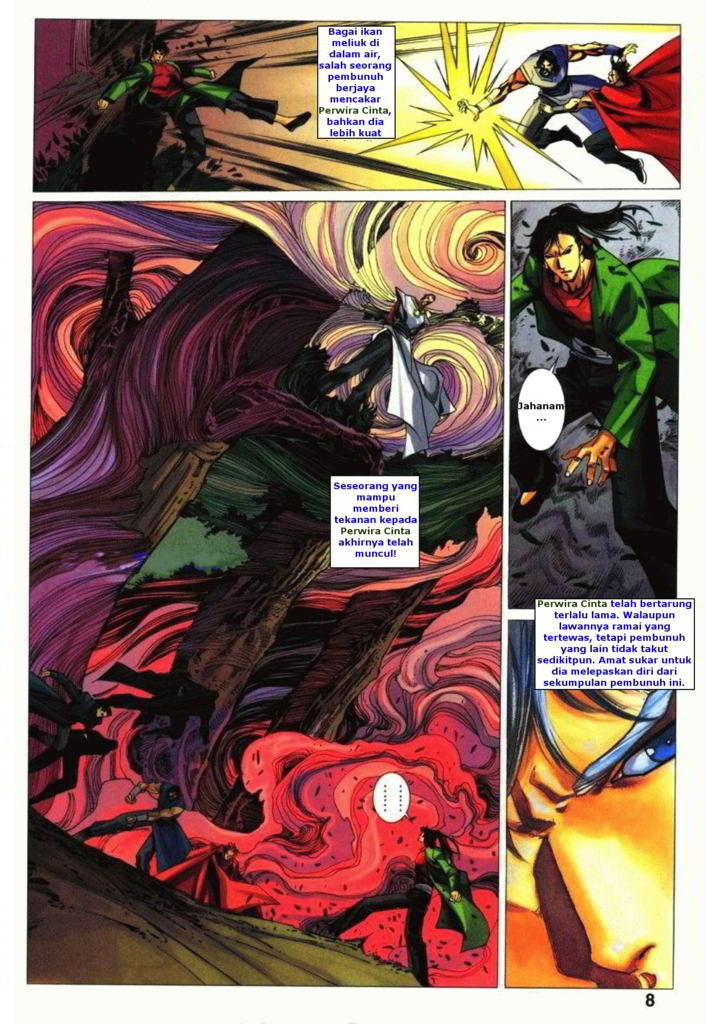 Bagai ikan
meliuk di
dalam air,
salah seorang
pembunuh
berjaya
mencakar
Perwira Cinta,
bahkan dia
lebih kuat
Jahanam
...
Seseorang yang
mampu
memberi
tekanan kepada
Perwira Cinta
akhirnya telah
muncul!
Perwira Cinta telah bertarung
terlalu lama. Walaupun
lawannya ramai yang
tertewas, tetapi pembunuh
yang lain tidak takut
sedikitpun. Amat sukar untuk
dia melepaskan diri dari
sekumpulan pembunuh ini.
8